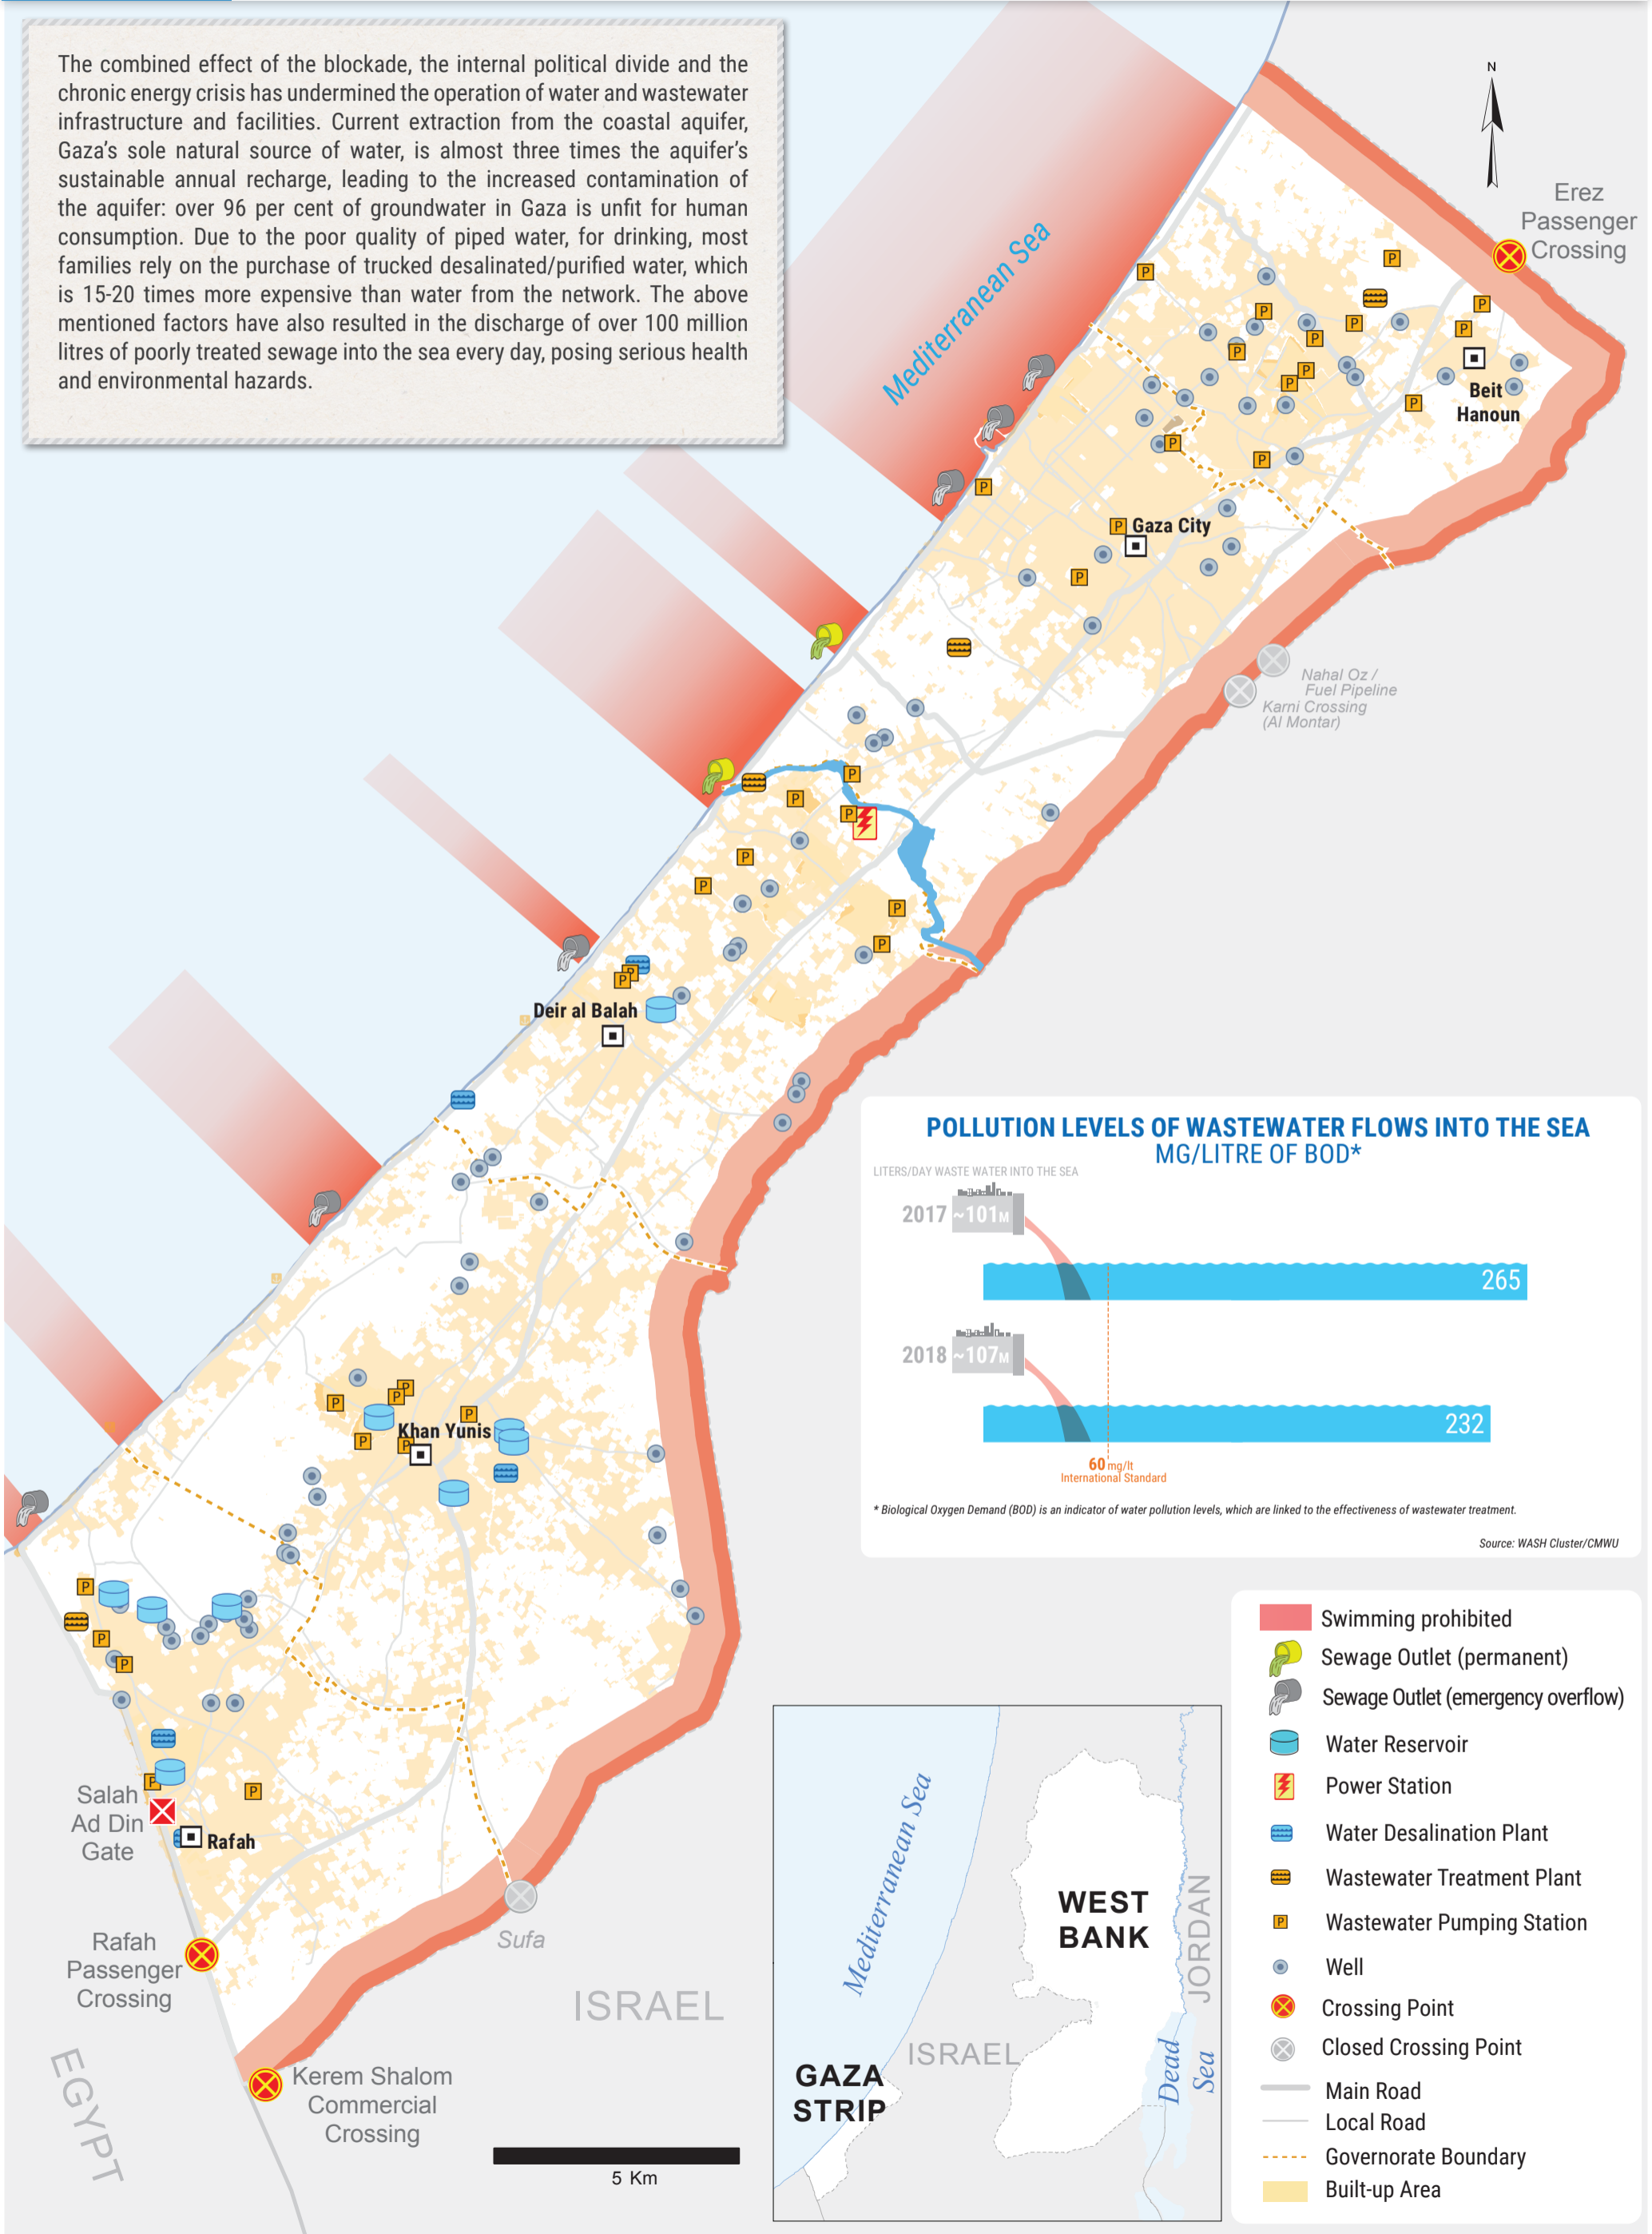 The combined effect of the blockade, the internal political divide and the
chronic energy crisis has undermined the operation of water and wastewater
infrastructure and facilities. Current extraction from the coastal aquifer,
Gaza's sole natural source of water, is almost three times the aquifer's
sustainable annual recharge, leading to the increased contamination of
the aquifer: over 96 per cent of groundwater in Gaza is unfit for human
consumption. Due to the poor quality of piped water, for drinking, most
families rely on the purchase of trucked desalinated/purified water, which
is 15-20 times more expensive than water from the network. The above
mentioned factors have also resulted in the discharge of over 100 million
litres of poorly treated sewage into the sea every day, posing serious health
and environmental hazards.
N
Erez
Passenger
Crossing
Mediterranean Sea
Beit
Hanoun
Gaza City
Nahal Oz /
Fuel Pipeline
Karni Crossing
(Al Montar)
Deir al Balah
Khan Yunis
Salah
Ad Din
Gate
Rafah
Rafah
Passenger
Crossing
Sufa
ISRAEL
EGYPT
Kerem Shalom
Commercial
Crossing
5 Km
POLLUTION LEVELS OF WASTEWATER FLOWS INTO THE SEA
MG/LITRE OF BOD*
LITERS/DAY WASTE WATER INTO THE SEA
2017 ~101M
265
2018 ~107M
232
60 mg/lt
International Standard
* Biological Oxygen Demand (BOD) is an indicator of water pollution levels, which are linked to the effectiveness of wastewater treatment.
Source: WASH Cluster/CMWU
Mediterranean Sea
WEST
BANK
JORDAN
ISRAEL
Dead
Sea
GAZA
STRIP
Swimming prohibited
Sewage Outlet (permanent)
Sewage Outlet (emergency overflow)
Water Reservoir
Power Station
Water Desalination Plant
Wastewater Treatment Plant
P Wastewater Pumping Station
Well
Crossing Point
Closed Crossing Point
Main Road
Local Road
Governorate Boundary
Built-up Area